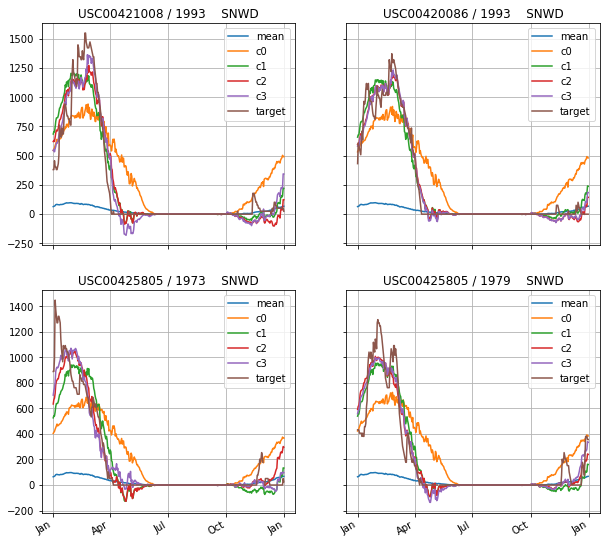 USC00421008 / 1993 SNWD
USC00420086 / 1993 SNWD
1500
1250
1000
750
500
250
0
−250
mean
c0
c1
c2
c3
target
mean
c0
c1
c2
c3
target
USC00425805 / 1973 SNWD
USC00425805 / 1979 SNWD
1400
1200
1000
800
600
400
200
0
−200
mean
c0
c1
c2
c3
target
mean
c0
c1
c2
c3
target
Jan
Apr
Jul
Oct
Jan
Jan
Apr
Jul
Oct
Jan